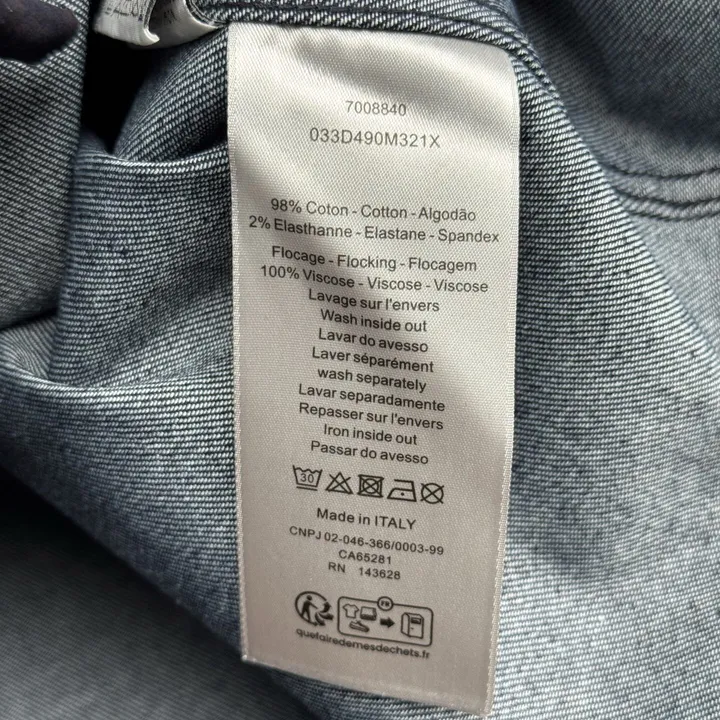 7008840
033D490M321X
98% Coton - Cotton - Algodão
2% Elasthanne - Elastane - Spandex
Flocage - Flocking - Flocagem
100% Viscose - Viscose - Viscose
Lavage sur l'envers
Wash inside out
Lavar do avesso
Laver séparément
wash separately
Lavar separadamente
Repasser sur l'envers
Iron inside out
Passar do avesso
30
Made in ITALY
CNPJ 02-046-366/0003-99
CA65281
RN 143628
FR
quefairedemesdechets.fr